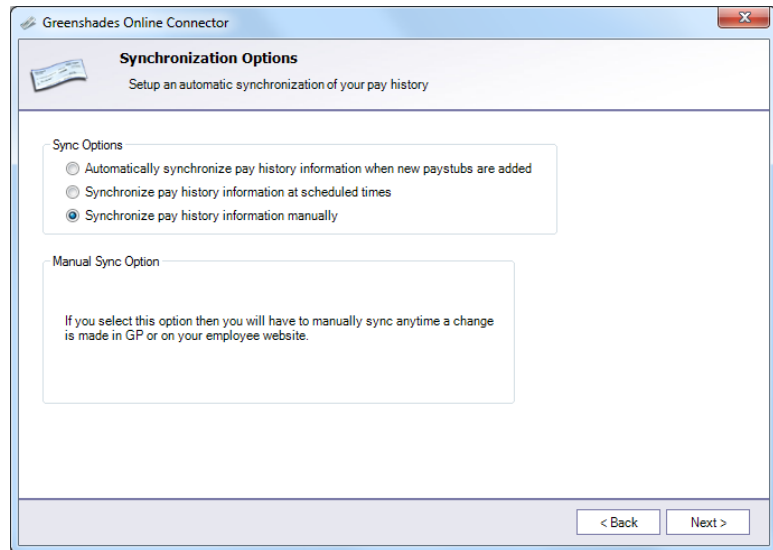 Greenshades Online Connector
Synchronization Options
Setup an automatic synchronization of your pay history
Sync Options
Automatically synchronize pay history information when new paystubs are added
Synchronize pay history information at scheduled times
Synchronize pay history information manually
Manual Sync Option
If you select this option then you will have to manually sync anytime a change
is made in GP or on your employee website.
< Back Next >